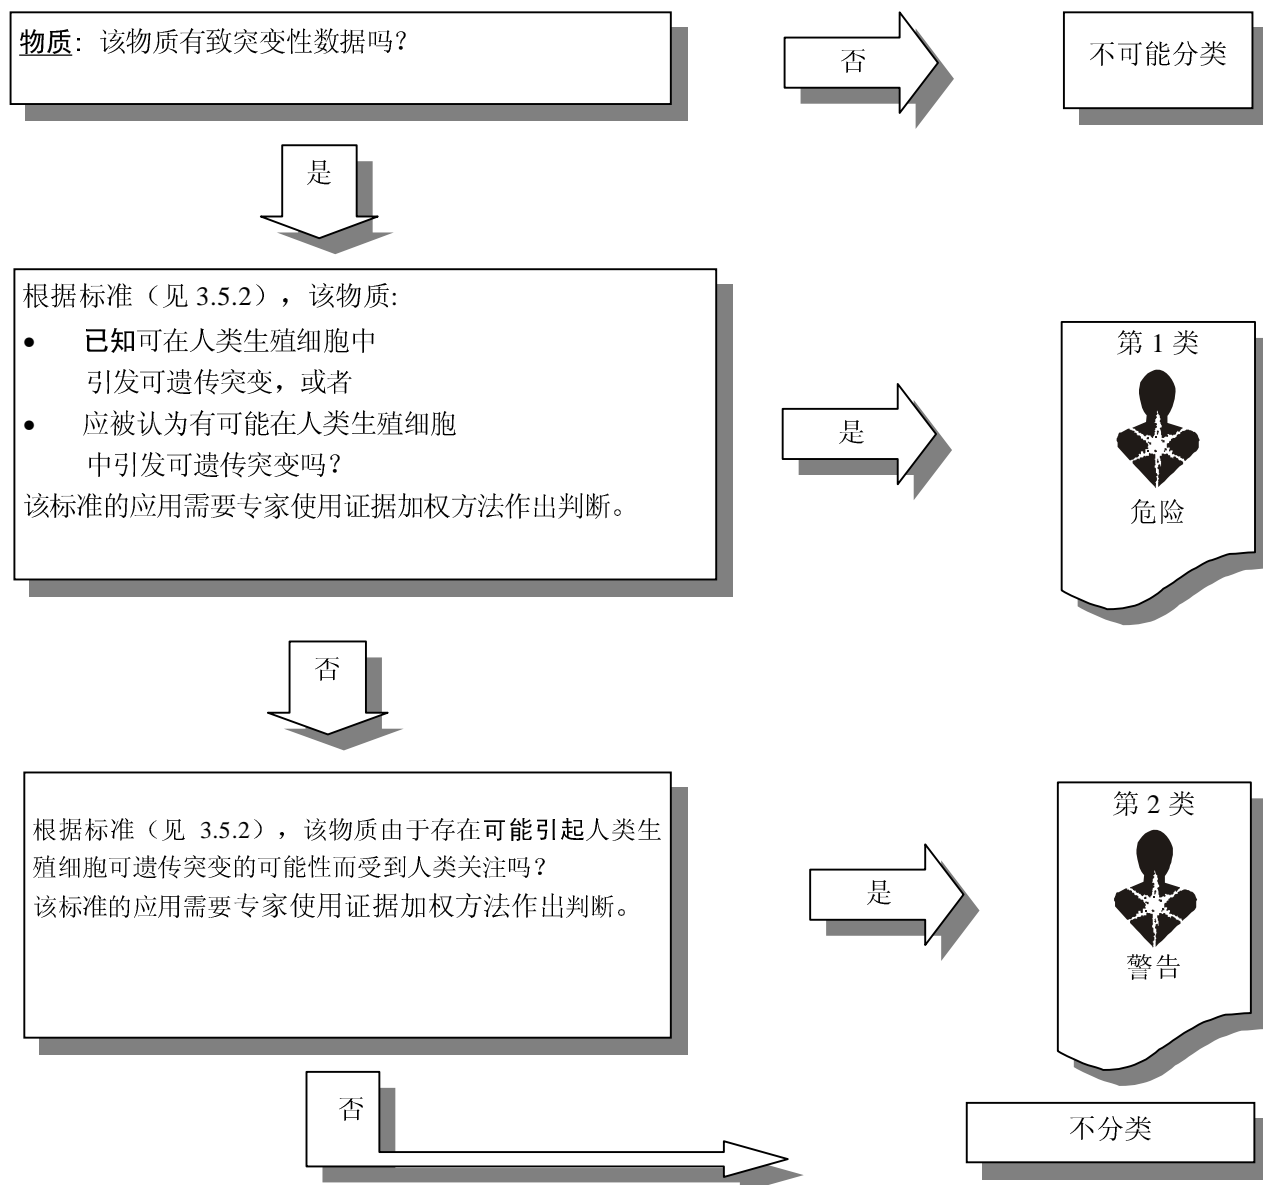 物质: 该物质有致突变性数据吗?
否
不可能分类
是
根据标准（见 3.5.2），该物质:
• 已知可在人类生殖细胞中
引发可遗传突变，或者
• 应被认为有可能在人类生殖细胞
中引发可遗传突变吗?
该标准的应用需要专家使用证据加权方法作出判断。
是
第 1 类
危险
否
根据标准（见 3.5.2），该物质由于存在可能引起人类生
殖细胞可遗传突变的可能性而受到人类关注吗?
该标准的应用需要专家使用证据加权方法作出判断。
是
第 2 类
警告
否
不分类